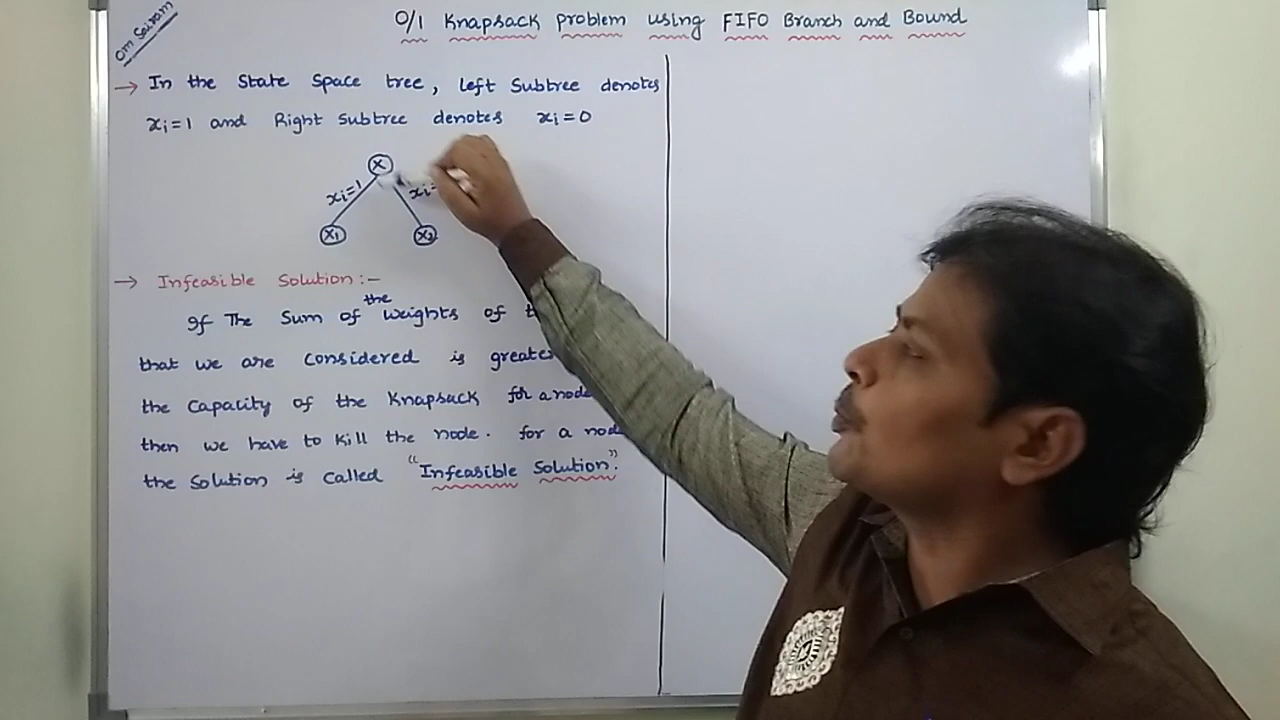 Om Sairam
0/1 Knapsack problem using FIFO Branch and Bound
→ In the State Space tree, left Subtree denotes
xi=1 and Right Subtree denotes xi=0
X
xi=1 xi=
X1 X2
→ Infeasible Solution:-
If The Sum of the weights of
that we are considered is greater
the capacity of the Knapsack for a node
then we have to kill the node. for a node
the Solution is called "Infeasible Solution".